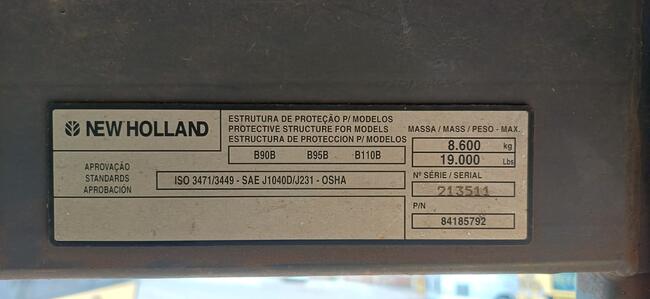 NEW HOLLAND
ESTRUTURA DE PROTEÇÃO P/ MODELOS
PROTECTIVE STRUCTURE FOR MODELS
ESTRUCTURA DE PROTECCION P/ MODELOS
B90B B95B B110B
MASSA / MASS / PESO - MAX.
8.600 kg
19.000 Lbs
APROVAÇÃO
STANDARDS
APROBACIÓN
ISO 3471/3449 - SAE J1040D/J231 - OSHA
Nº SÉRIE / SERIAL
213511
P/N
84185792